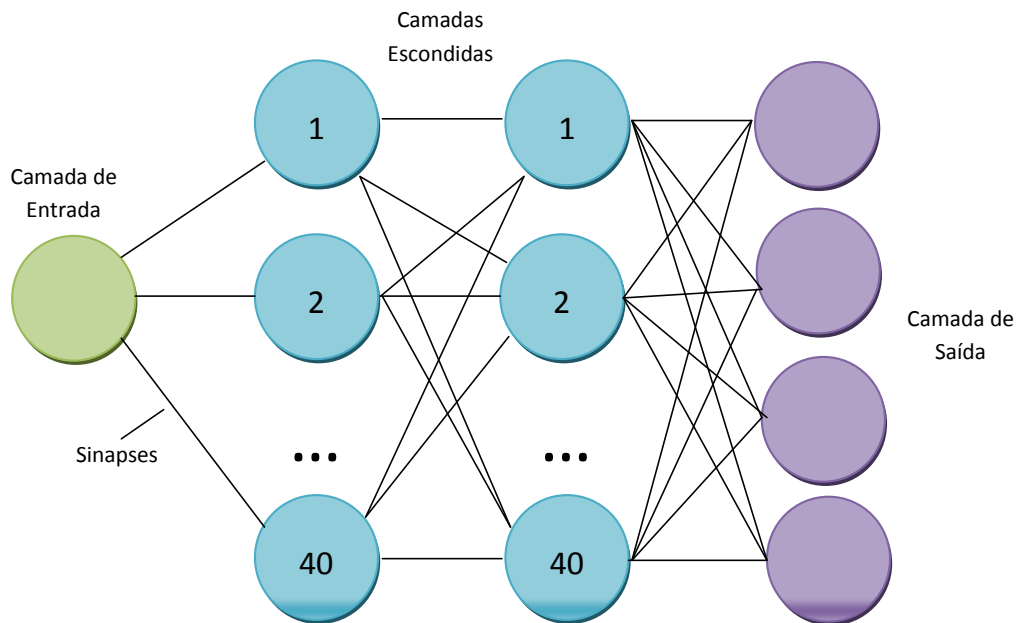 Camadas
Escondidas
Camada de
Entrada
1
1
2
2
Camada de
Saída
Sinapses
...
...
40
40